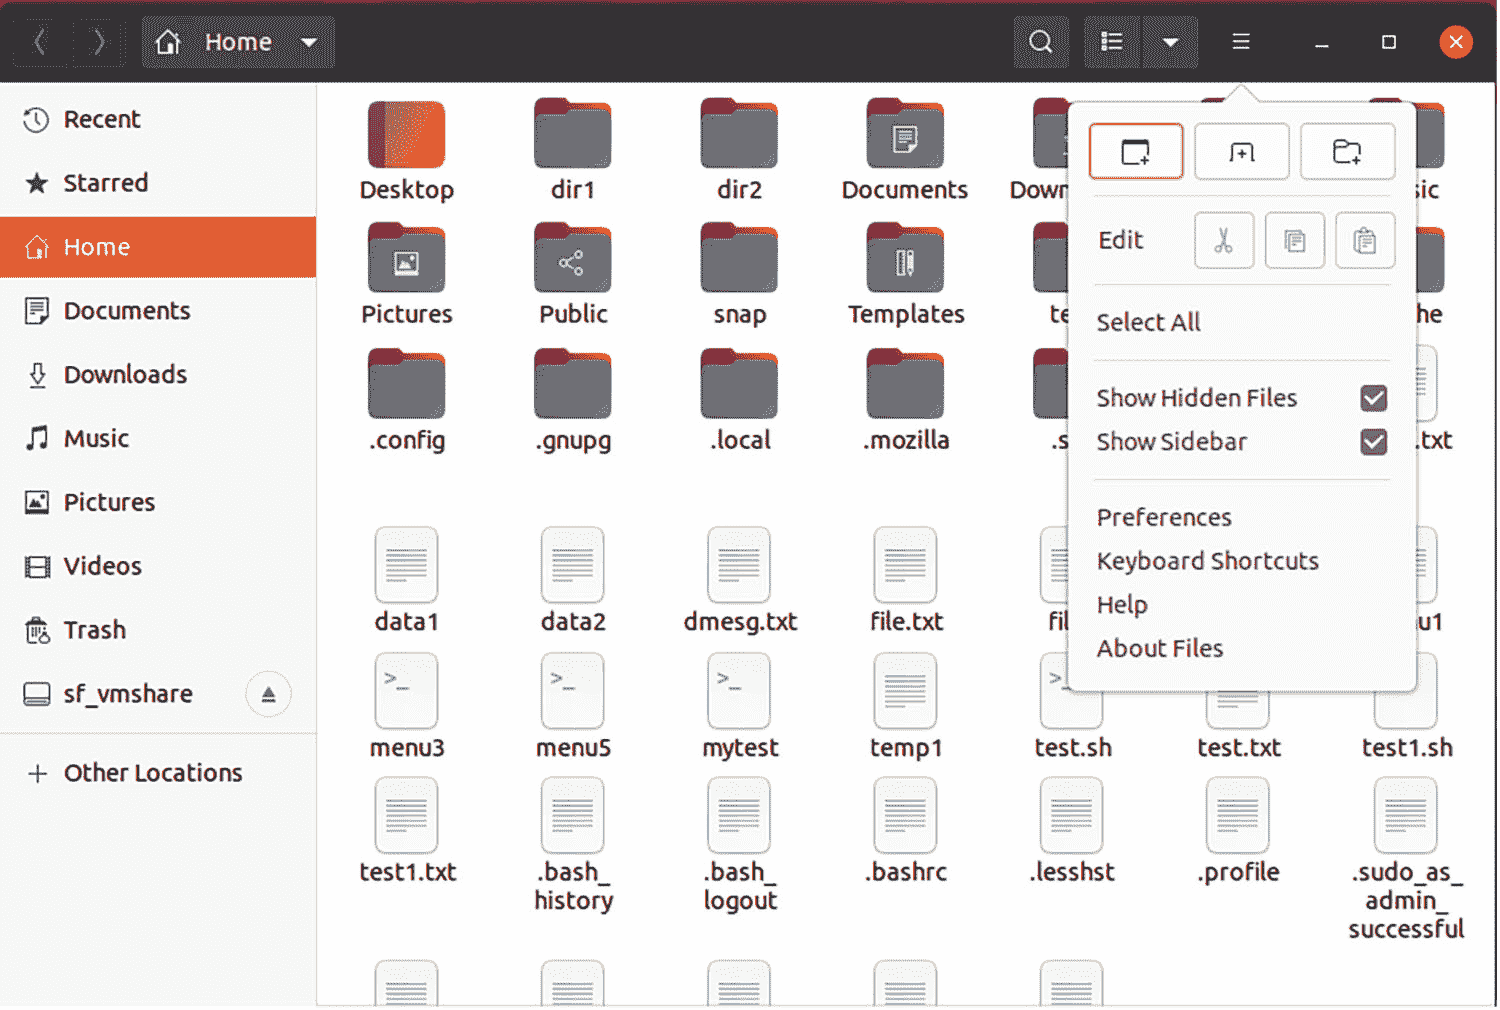 Home
Recent
Starred
Home
Documents
Downloads
Music
Pictures
Videos
Trash
sf_vmshare
Other Locations
Desktop
dir1
dir2
Documents
Pictures
Public
snap
Templates
.config
.gnupg
.local
.mozilla
.txt
data1
data2
dmesg.txt
file.txt
menu3
menu5
mytest
temp1
test.sh
test.txt
test1.sh
test1.txt
.bash_
history
.bash_
logout
.bashrc
.lesshst
.profile
.sudo_as_
admin_
successful
Edit
Select All
Show Hidden Files
Show Sidebar
Preferences
Keyboard Shortcuts
Help
About Files